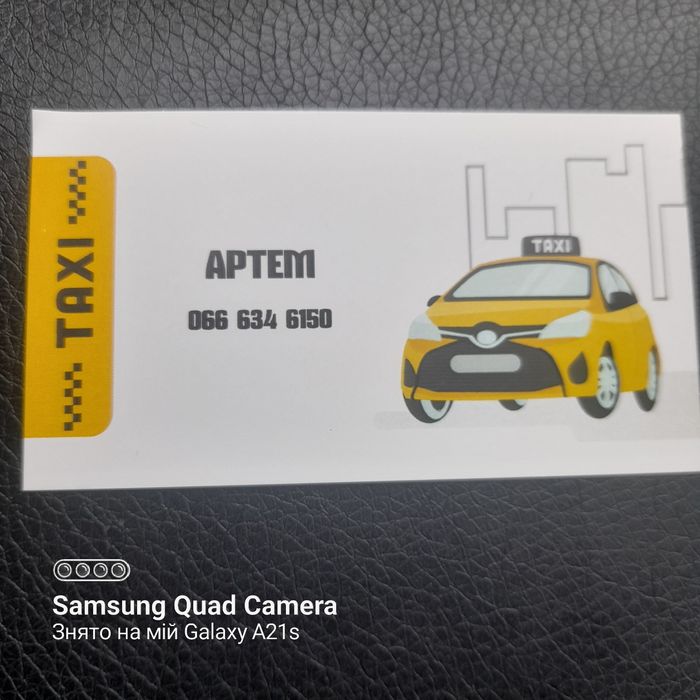 TAXI
АРТЕМ
066 634 6150
TAXI
Samsung Quad Camera
Знято на мій Galaxy A21s